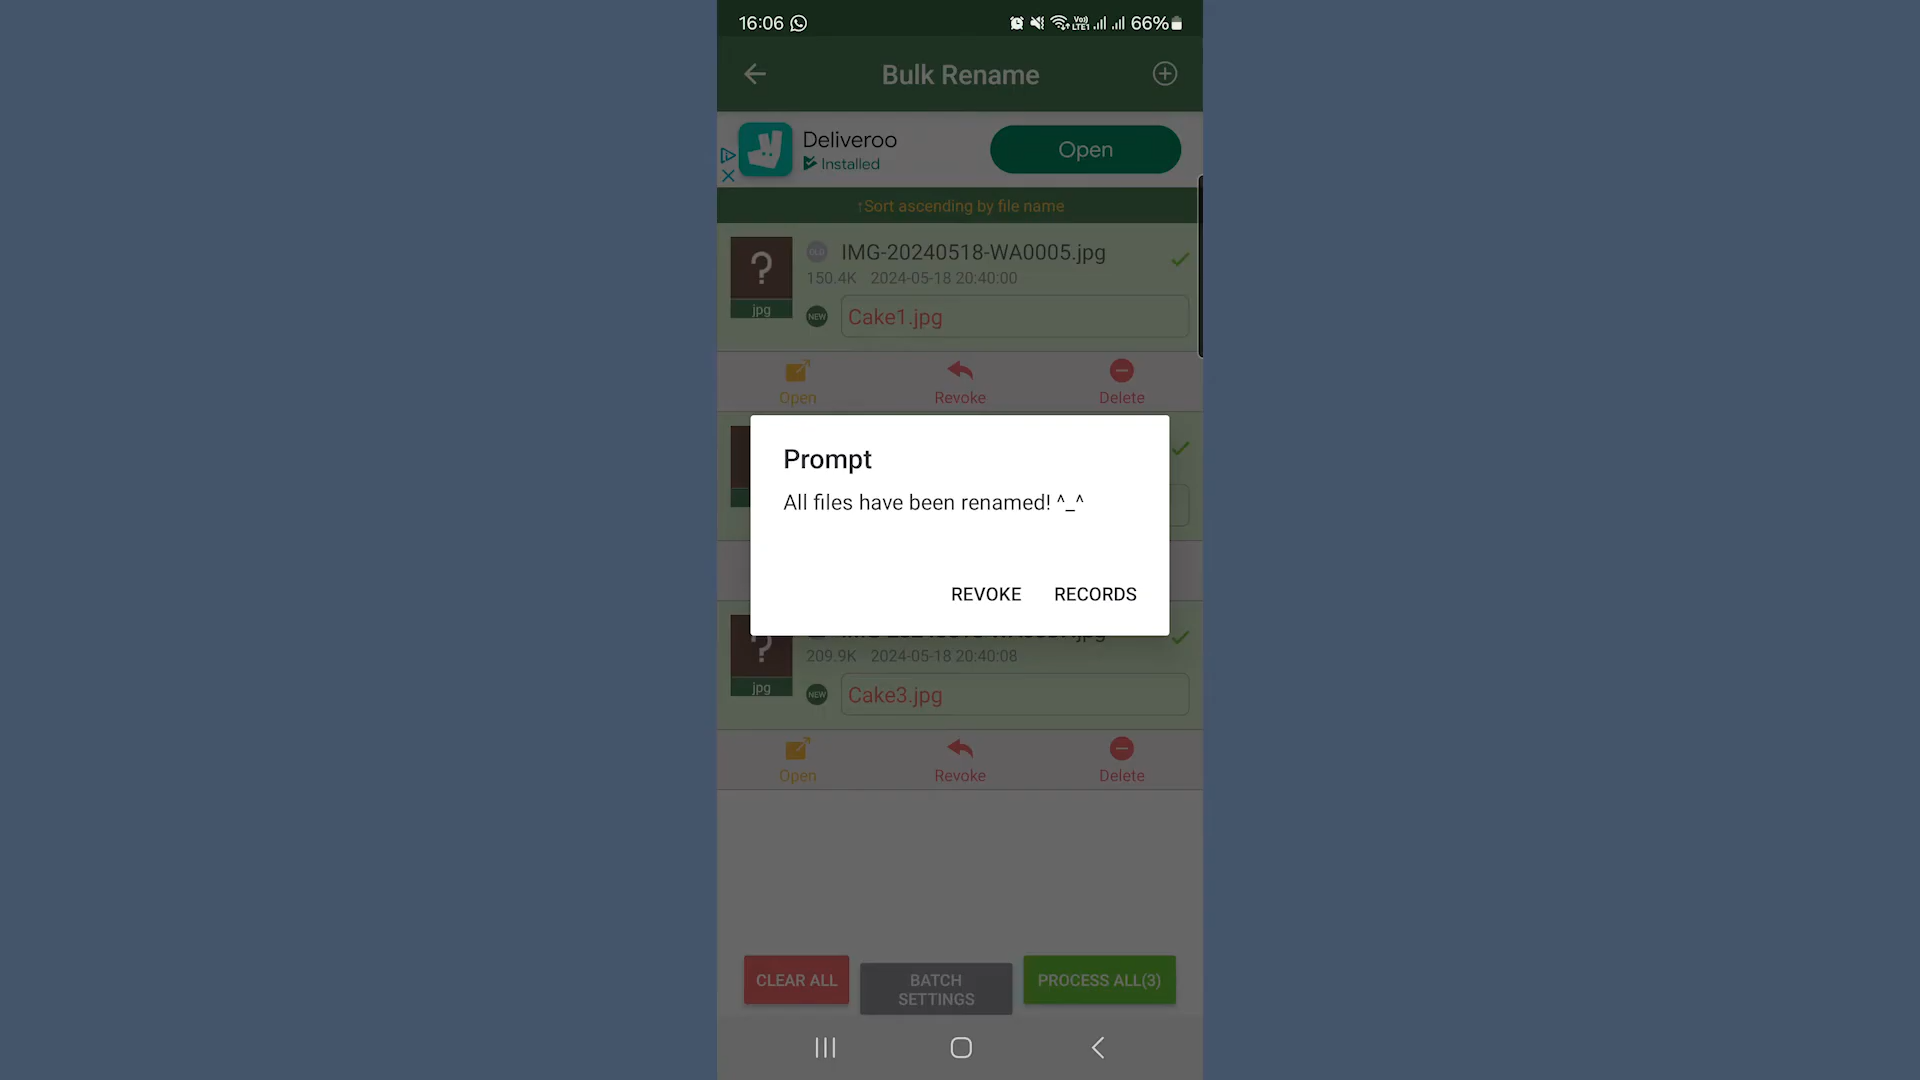 16:06
Vo)) LTE1 66%
Bulk Rename
Deliveroo
Installed
Open
↑Sort ascending by file name
OLD IMG-20240518-WA0005.jpg
150.4K 2024-05-18 20:40:00
jpg
NEW Cake1.jpg
Open Revoke Delete
Prompt
All files have been renamed! ^_^
REVOKE RECORDS
209.9K 2024-05-18 20:40:08
jpg
NEW Cake3.jpg
Open Revoke Delete
CLEAR ALL
BATCH
SETTINGS
PROCESS ALL(3)